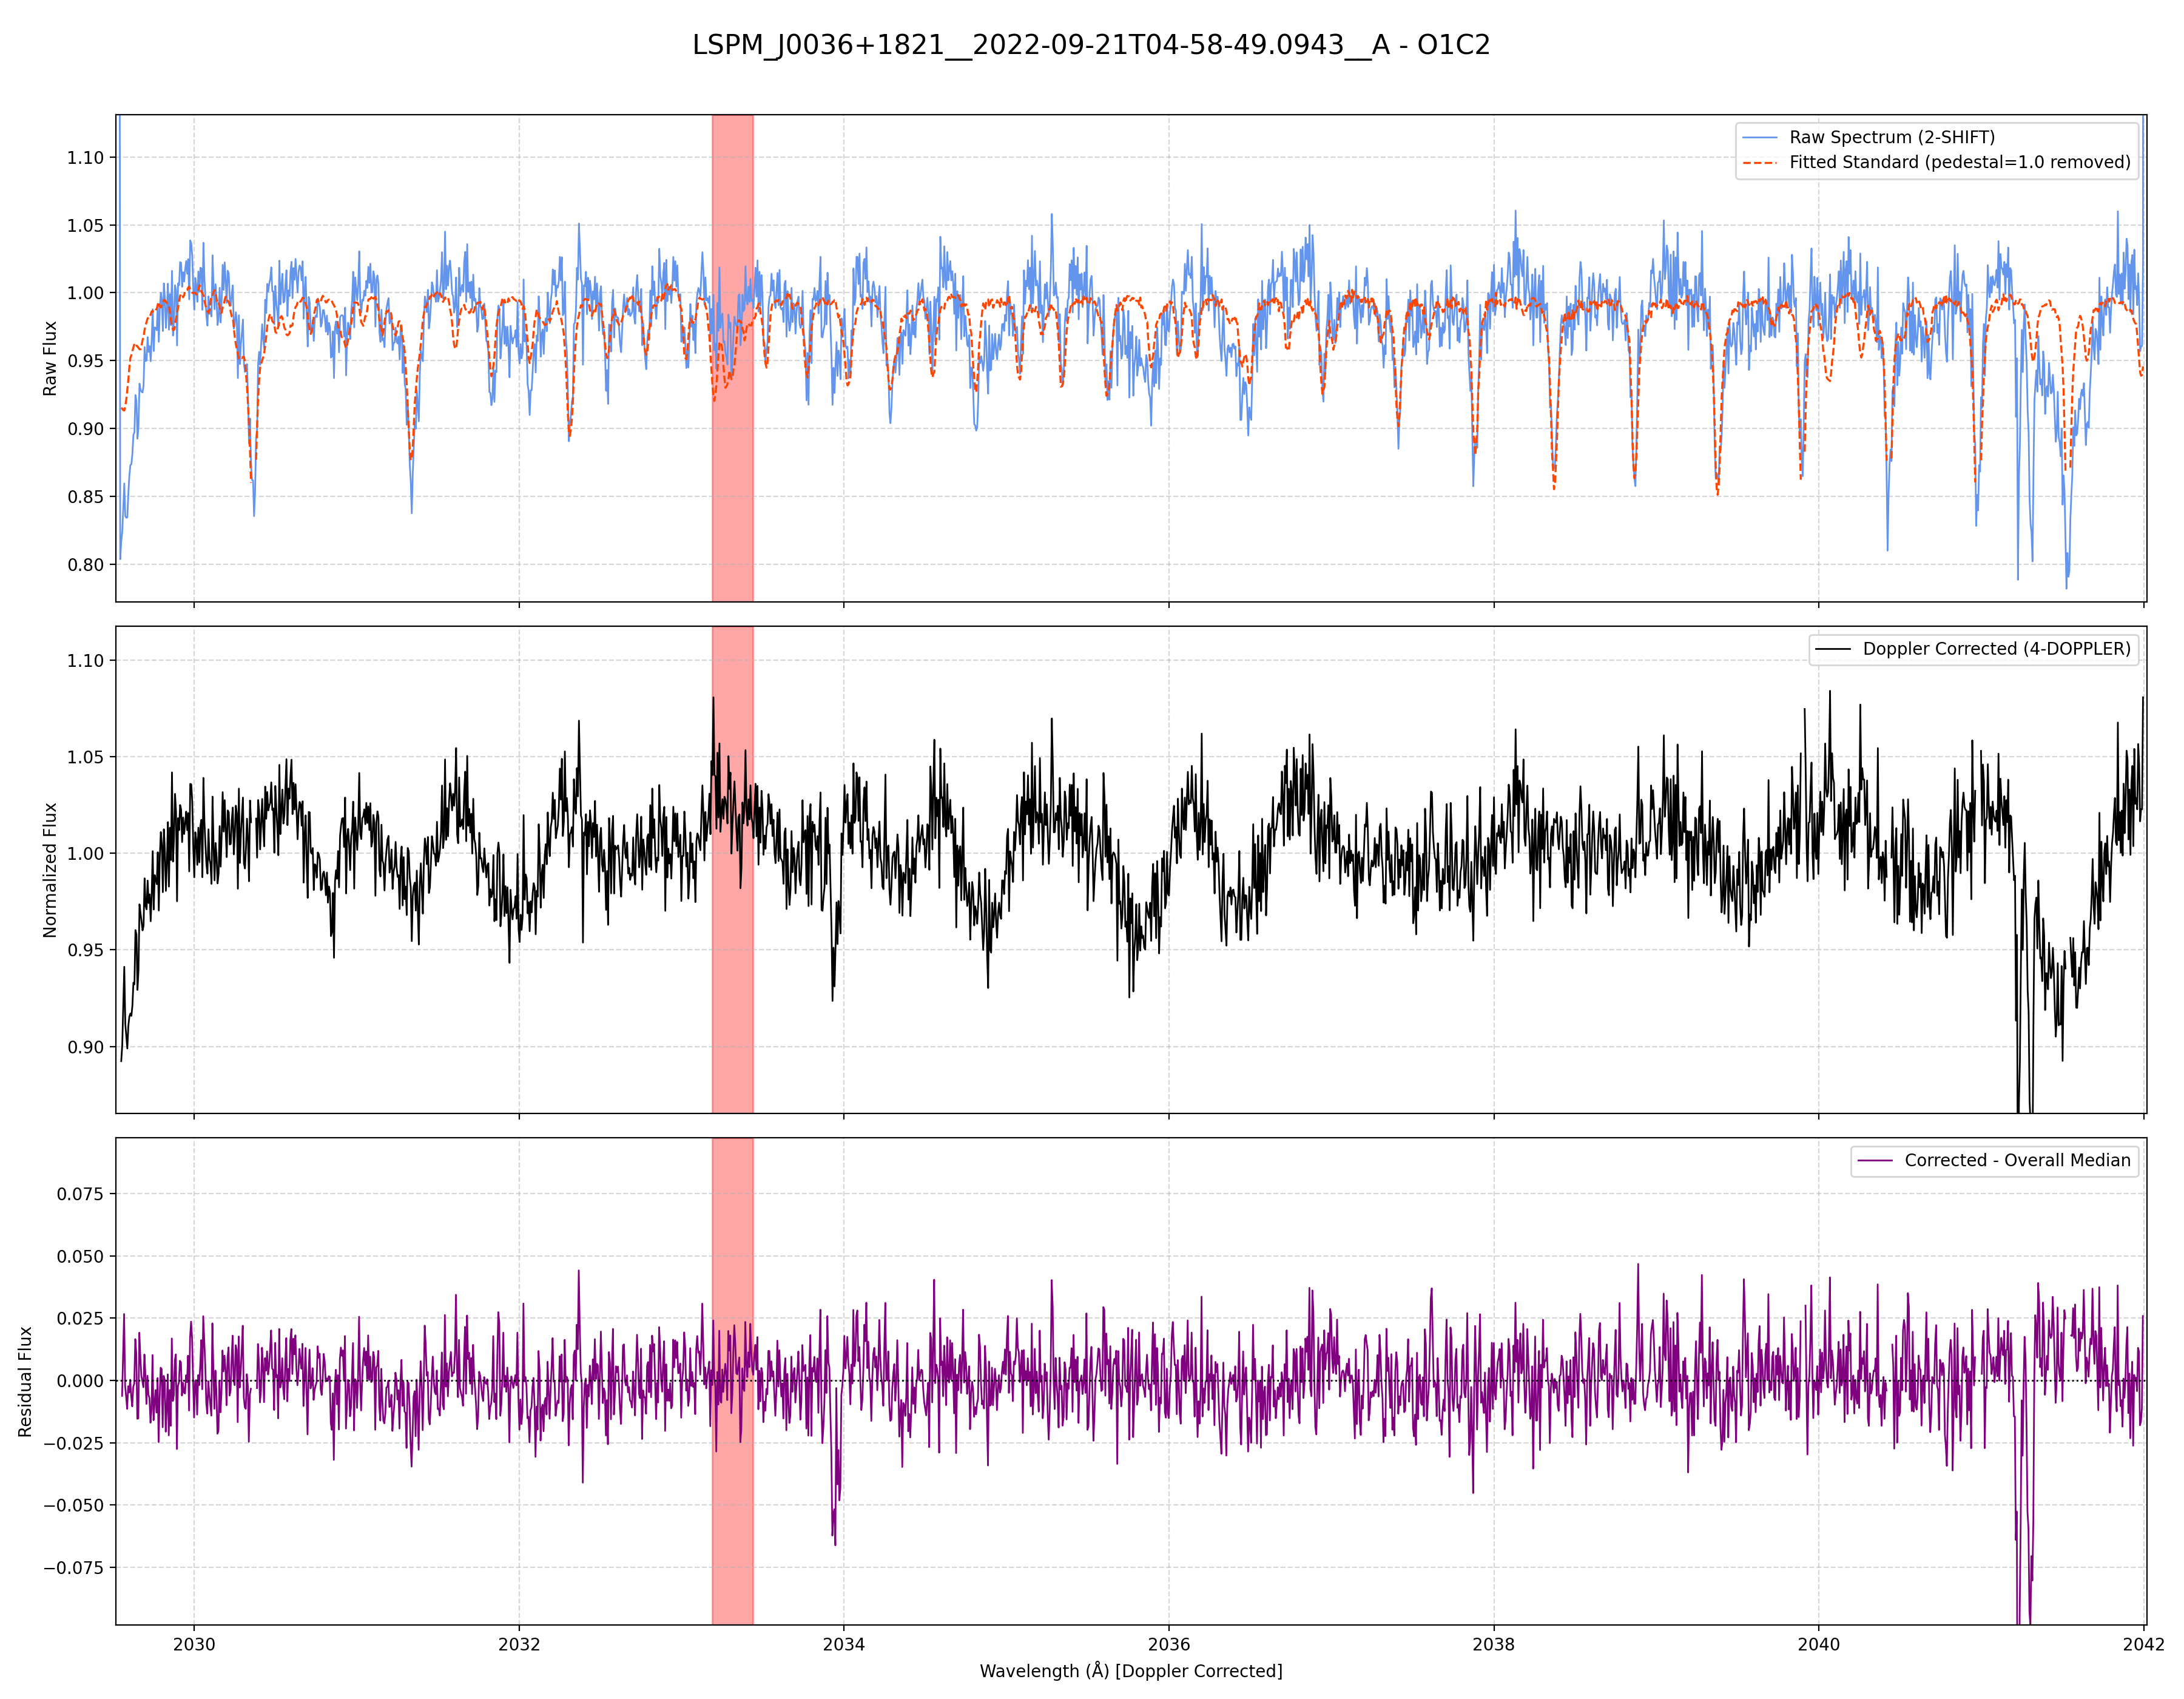 LSPM_J0036+1821__2022-09-21T04-58-49.0943__A - O1C2
Raw Spectrum (2-SHIFT)
Fitted Standard (pedestal=1.0 removed)
Raw Flux
1.10
1.05
1.00
0.95
0.90
0.85
0.80
Doppler Corrected (4-DOPPLER)
Normalized Flux
1.10
1.05
1.00
0.95
0.90
Corrected - Overall Median
Residual Flux
0.075
0.050
0.025
0.000
−0.025
−0.050
−0.075
2030 2032 2034 2036 2038 2040 2042
Wavelength (Å) [Doppler Corrected]